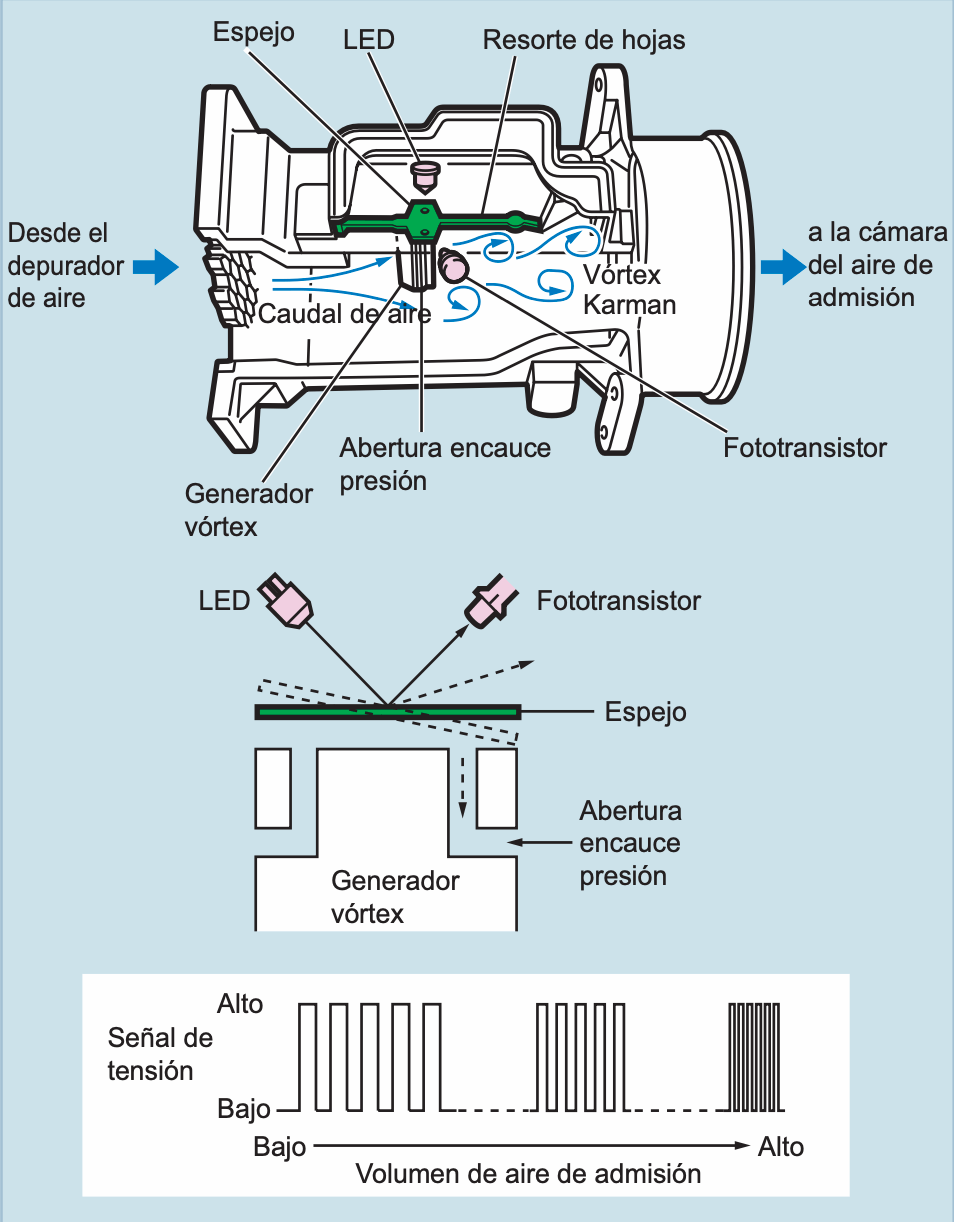 Espejo
LED
Resorte de hojas
Desde el
depurador
de aire
a la cámara
del aire de
admisión
Vórtex
Karman
Caudal de aire
Abertura encauce
presión
Fototransistor
Generador
vórtex
LED
Fototransistor
Espejo
Abertura
encauce
presión
Generador
vórtex
Alto
Señal de
tensión
Bajo
Bajo
Alto
Volumen de aire de admisión